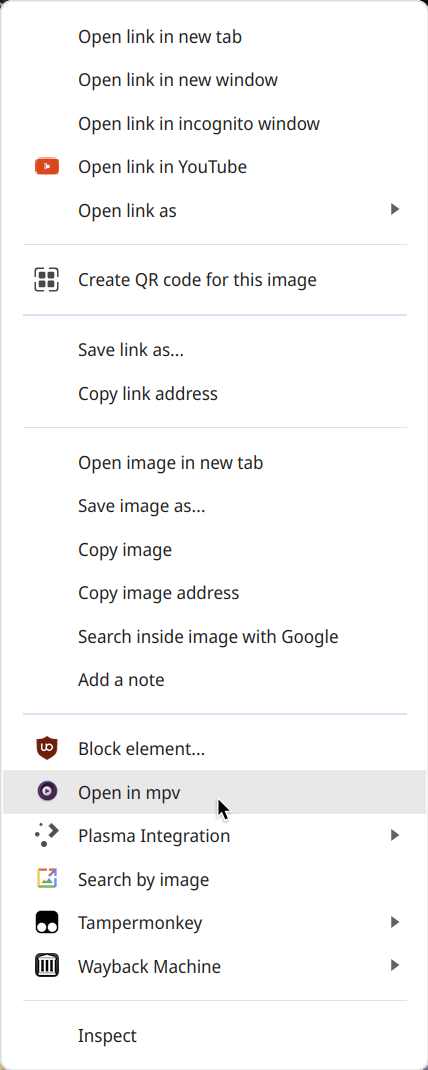 Open link in new tab
Open link in new window
Open link in incognito window
Open link in YouTube
Open link as
Create QR code for this image
Save link as...
Copy link address
Open image in new tab
Save image as...
Copy image
Copy image address
Search inside image with Google
Add a note
Block element...
Open in mpv
Plasma Integration
Search by image
Tampermonkey
Wayback Machine
Inspect